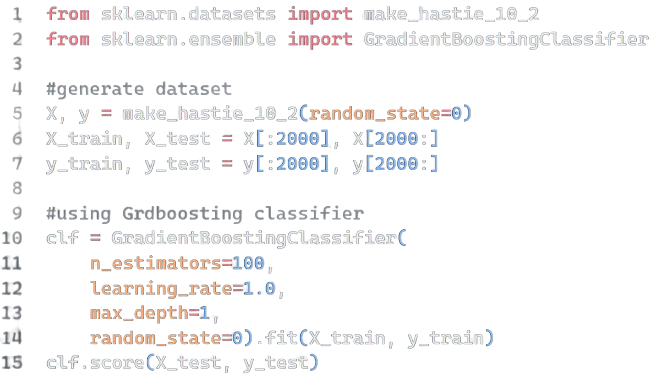 1 from sklearn.datasets import make_hastie_10_2
2 from sklearn.ensemble import GradientBoostingClassifier
3
4 #generate dataset
5 X, y = make_hastie_10_2(random_state=0)
6 X_train, X_test = X[:2000], X[2000:]
7 y_train, y_test = y[:2000], y[2000:]
8
9 #using Grdboosting classifier
10 clf = GradientBoostingClassifier(
11     n_estimators=100,
12     learning_rate=1.0,
13     max_depth=1,
14     random_state=0).fit(X_train, y_train)
15 clf.score(X_test, y_test)